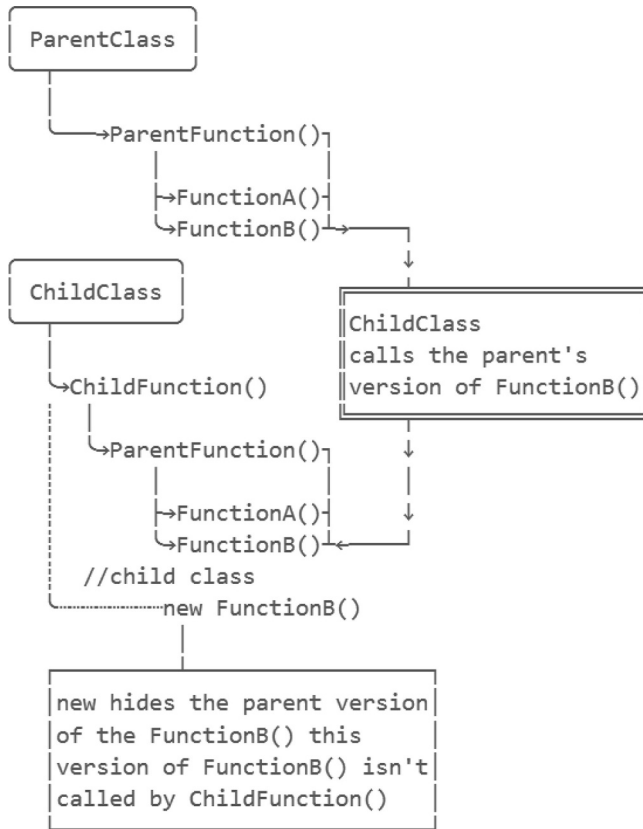 ParentClass
ParentFunction()
FunctionA()
FunctionB()
ChildClass
ChildClass
calls the parent's
version of FunctionB()
ChildFunction()
ParentFunction()
FunctionA()
FunctionB()
//child class
new FunctionB()
new hides the parent version
of the FunctionB() this
version of FunctionB() isn't
called by ChildFunction()